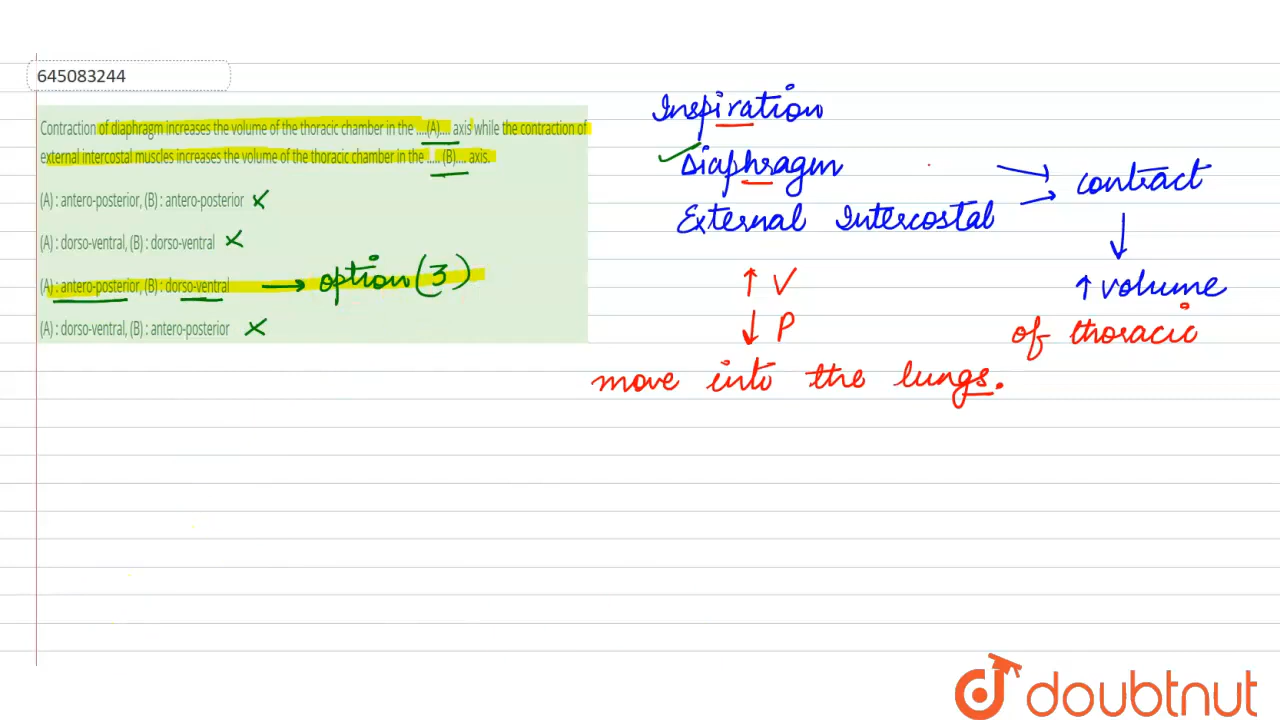 645083244
Contraction of diaphragm increases the volume of the thoracic chamber in the ....(A).... axis while the contraction of
external intercostal muscles increases the volume of the thoracic chamber in the ..... (B).... axis.
(A) : antero-posterior, (B) : antero-posterior ×
(A) : dorso-ventral, (B) : dorso-ventral ×
(A) : antero-posterior, (B) : dorso-ventral → option (3)
(A) : dorso-ventral, (B) : antero-posterior ×
Inspiration
✓ Diaphragm
External Intercostal
→ contract
↓
↑ volume
of thoracic
↑ V
↓ P
move into the lungs.
doubtnut